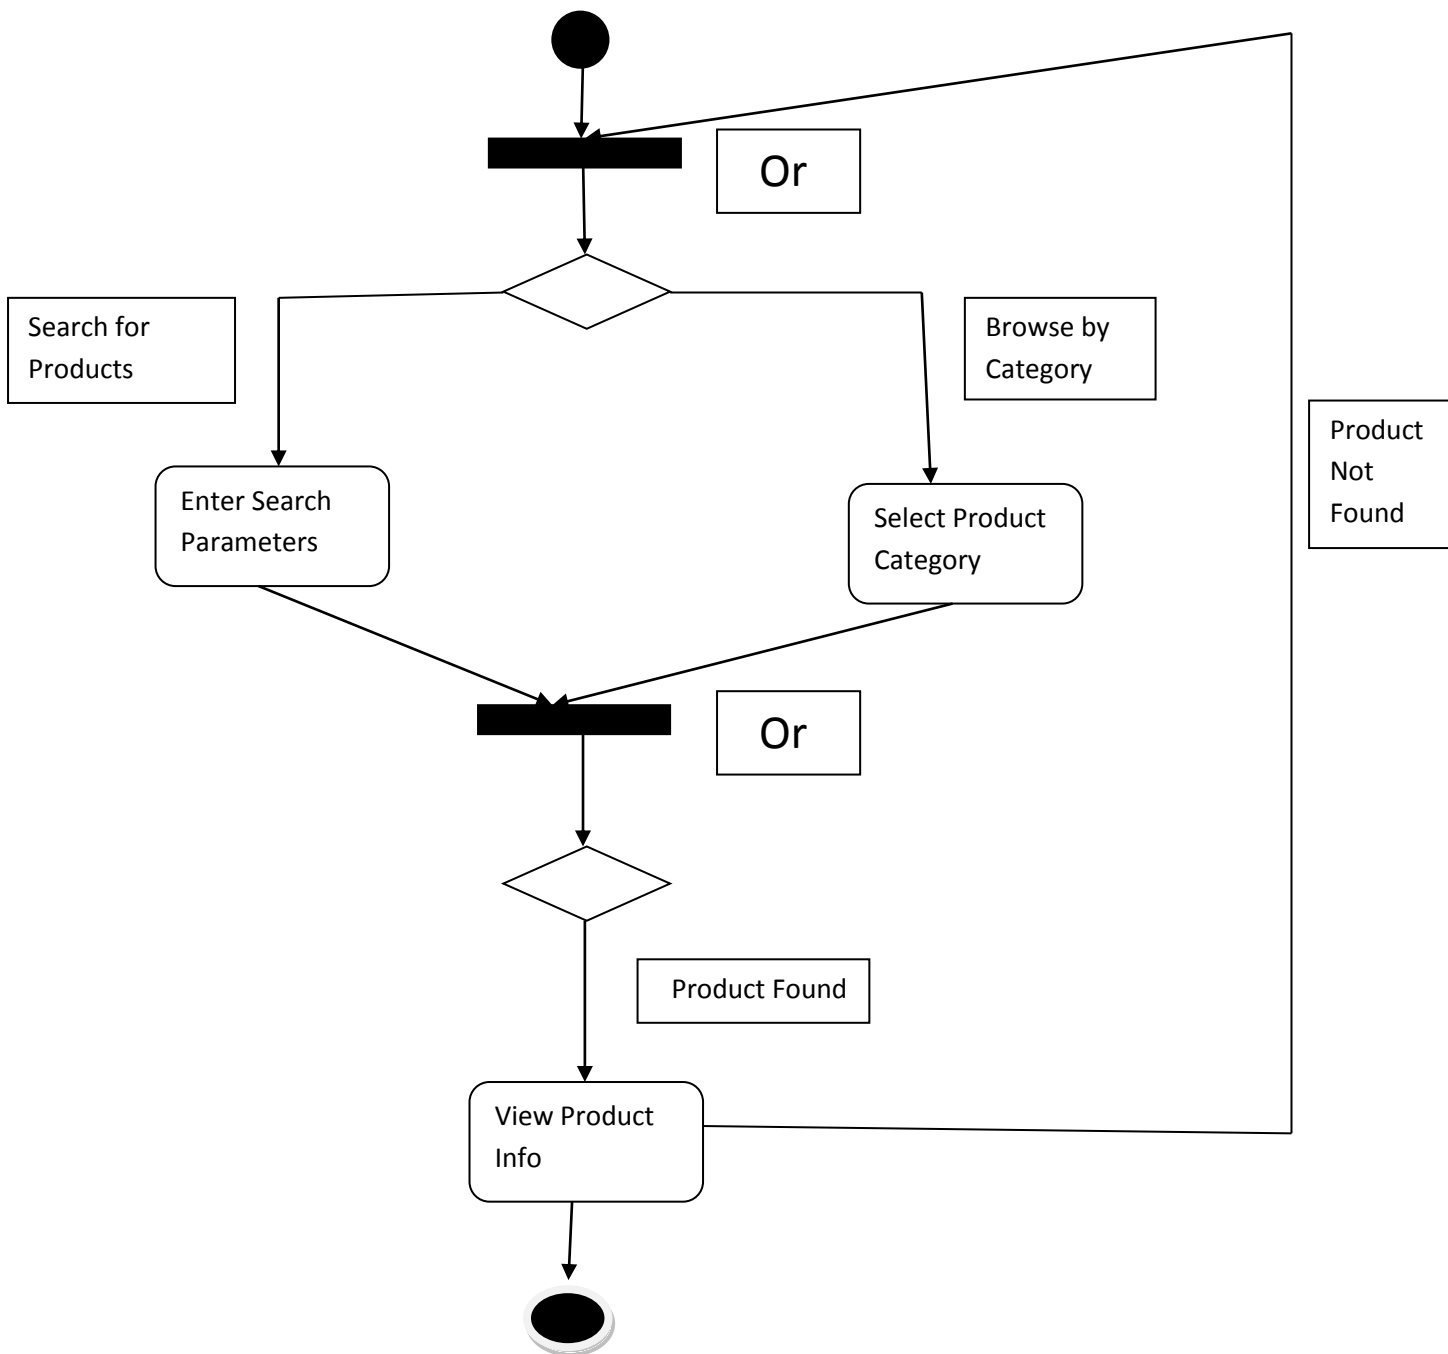 Or
Search for
Products
Browse by
Category
Product
Not
Found
Enter Search
Parameters
Select Product
Category
Or
Product Found
View Product
Info